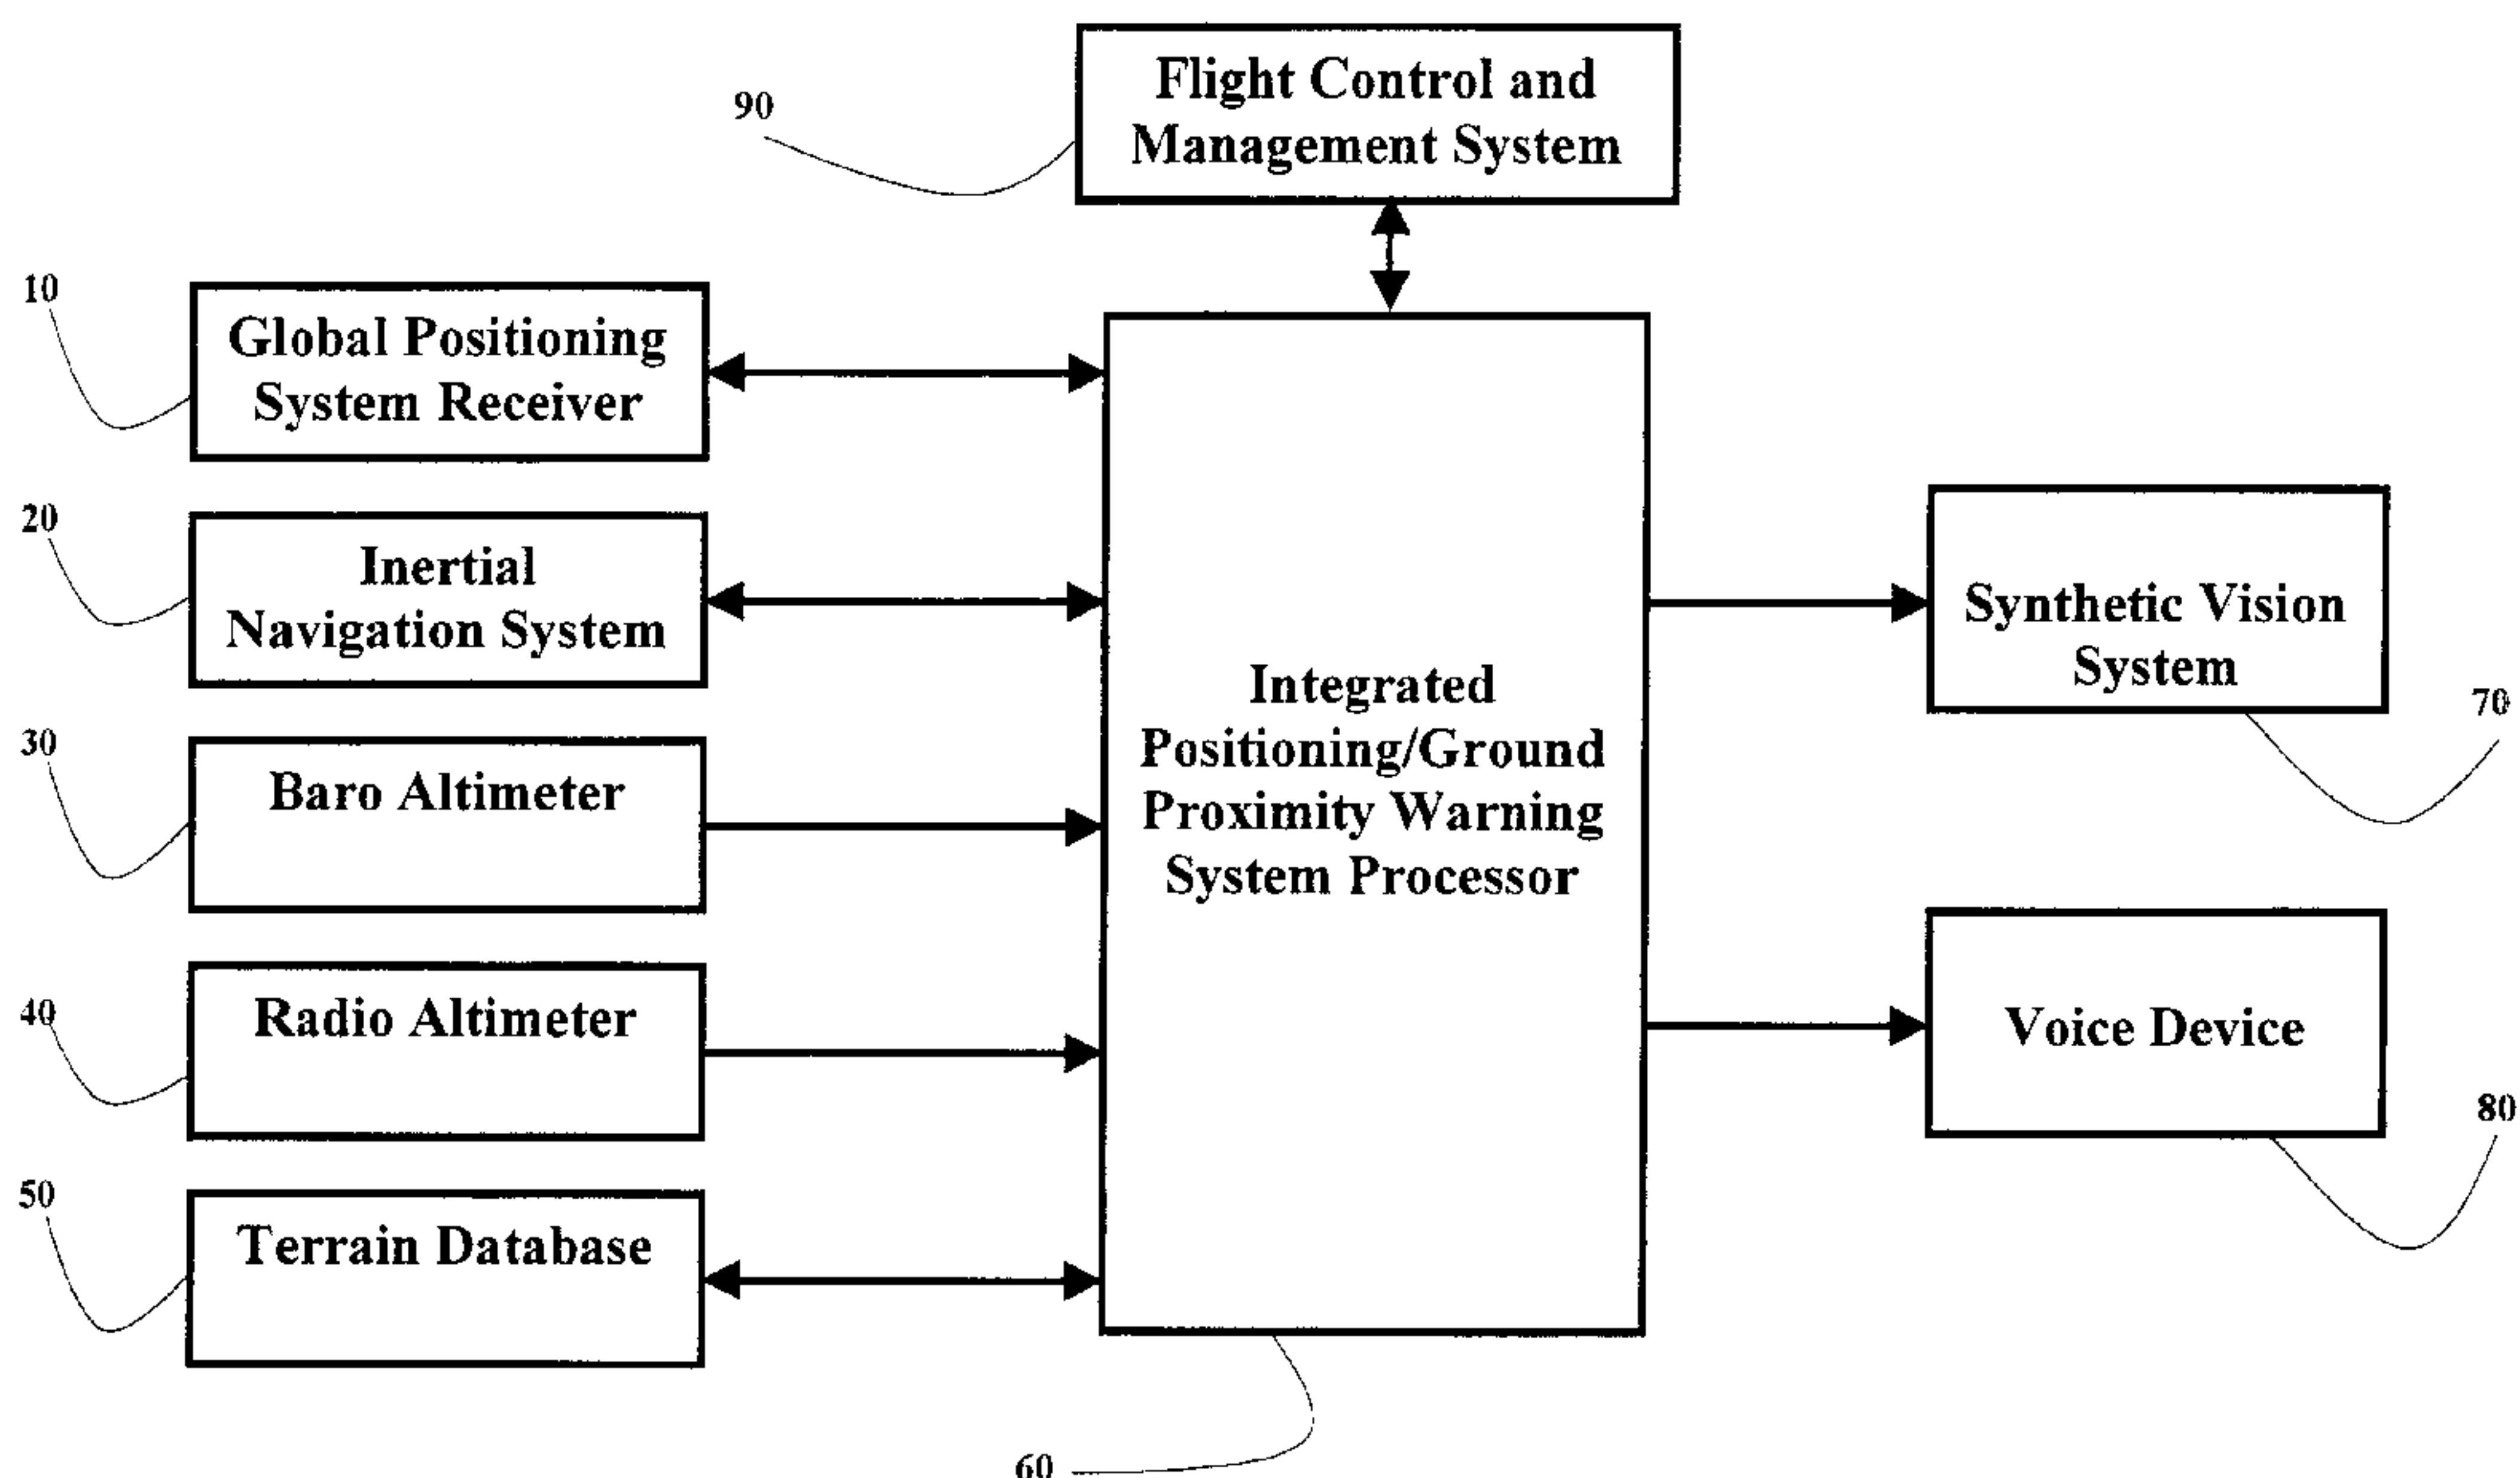 90
Flight Control and
Management System
10
Global Positioning
System Receiver
20
Inertial
Navigation System
30
Baro Altimeter
40
Radio Altimeter
50
Terrain Database
Integrated
Positioning/Ground
Proximity Warning
System Processor
60
Synthetic Vision
System
70
Voice Device
80